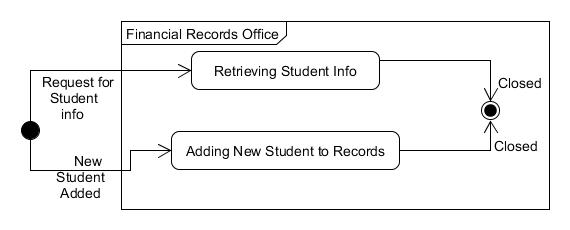 Financial Records Office
Request for
Student
info
Retrieving Student Info
Closed
New
Student
Added
Adding New Student to Records
Closed